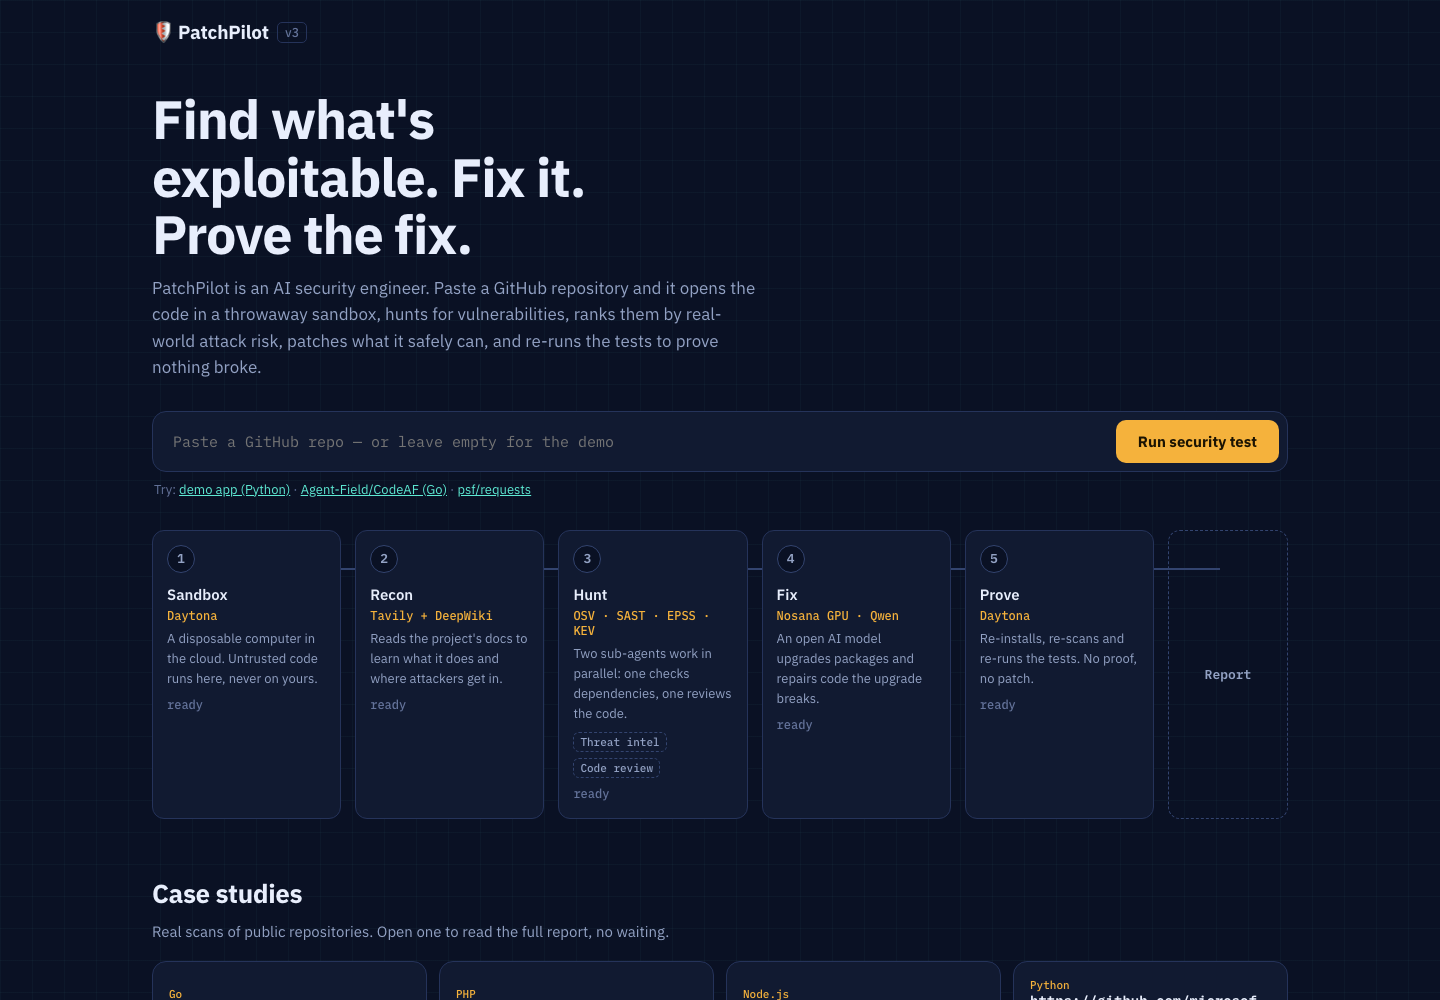 PatchPilot v3
Find what's
exploitable. Fix it.
Prove the fix.
PatchPilot is an AI security engineer. Paste a GitHub repository and it opens the
code in a throwaway sandbox, hunts for vulnerabilities, ranks them by real-
world attack risk, patches what it safely can, and re-runs the tests to prove
nothing broke.
Paste a GitHub repo — or leave empty for the demo
Run security test
Try: demo app (Python) · Agent-Field/CodeAF (Go) · psf/requests
1
Sandbox
Daytona
A disposable computer in
the cloud. Untrusted code
runs here, never on yours.
ready
2
Recon
Tavily + DeepWiki
Reads the project's docs to
learn what it does and
where attackers get in.
ready
3
Hunt
OSV · SAST · EPSS ·
KEV
Two sub-agents work in
parallel: one checks
dependencies, one reviews
the code.
Threat intel
Code review
ready
4
Fix
Nosana GPU · Qwen
An open AI model
upgrades packages and
repairs code the upgrade
breaks.
ready
5
Prove
Daytona
Re-installs, re-scans and
re-runs the tests. No proof,
no patch.
ready
Report
Case studies
Real scans of public repositories. Open one to read the full report, no waiting.
Go
PHP
Node.js
Python
https://github.com/microsof